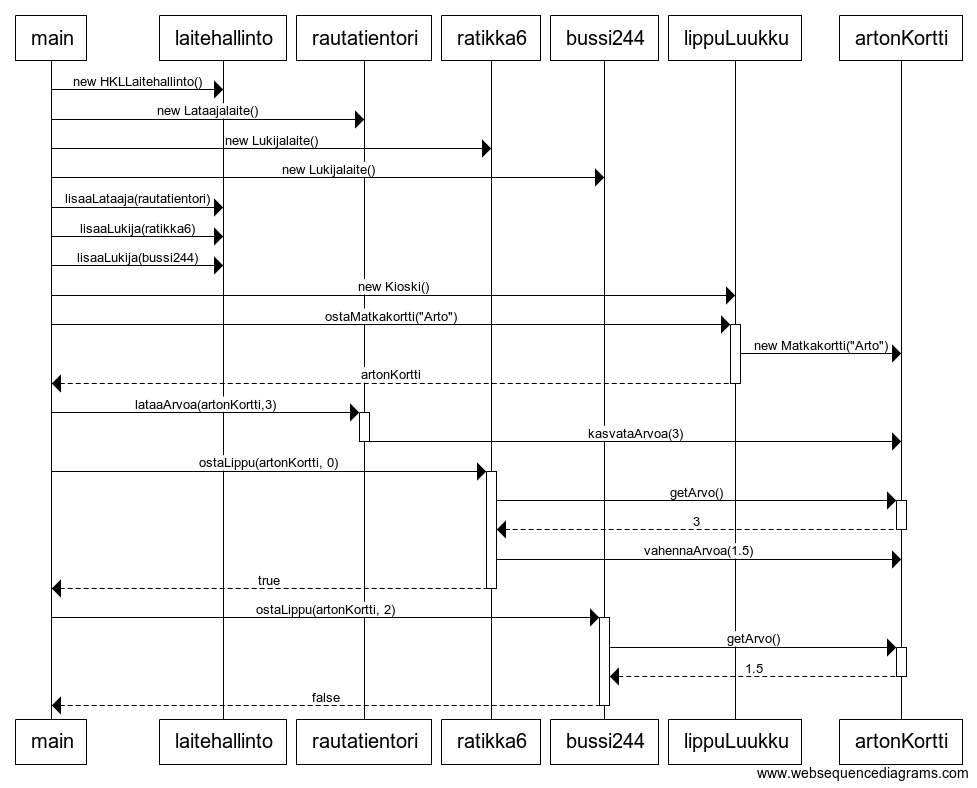 main laitehallinto rautatientori ratikka6 bussi244 lippuLuukku artonKortti
new HKLLaitehallinto()
new Lataajalaite()
new Lukijalaite()
new Lukijalaite()
lisaaLataaja(rautatientori)
lisaaLukija(ratikka6)
lisaaLukija(bussi244)
new Kioski()
ostaMatkakortti("Arto")
new Matkakortti("Arto")
artonKortti
lataaArvoa(artonKortti,3)
kasvataArvoa(3)
ostaLippu(artonKortti, 0)
getArvo()
3
vahennaArvoa(1.5)
true
ostaLippu(artonKortti, 2)
getArvo()
1.5
false
main laitehallinto rautatientori ratikka6 bussi244 lippuLuukku artonKortti
www.websequencediagrams.com